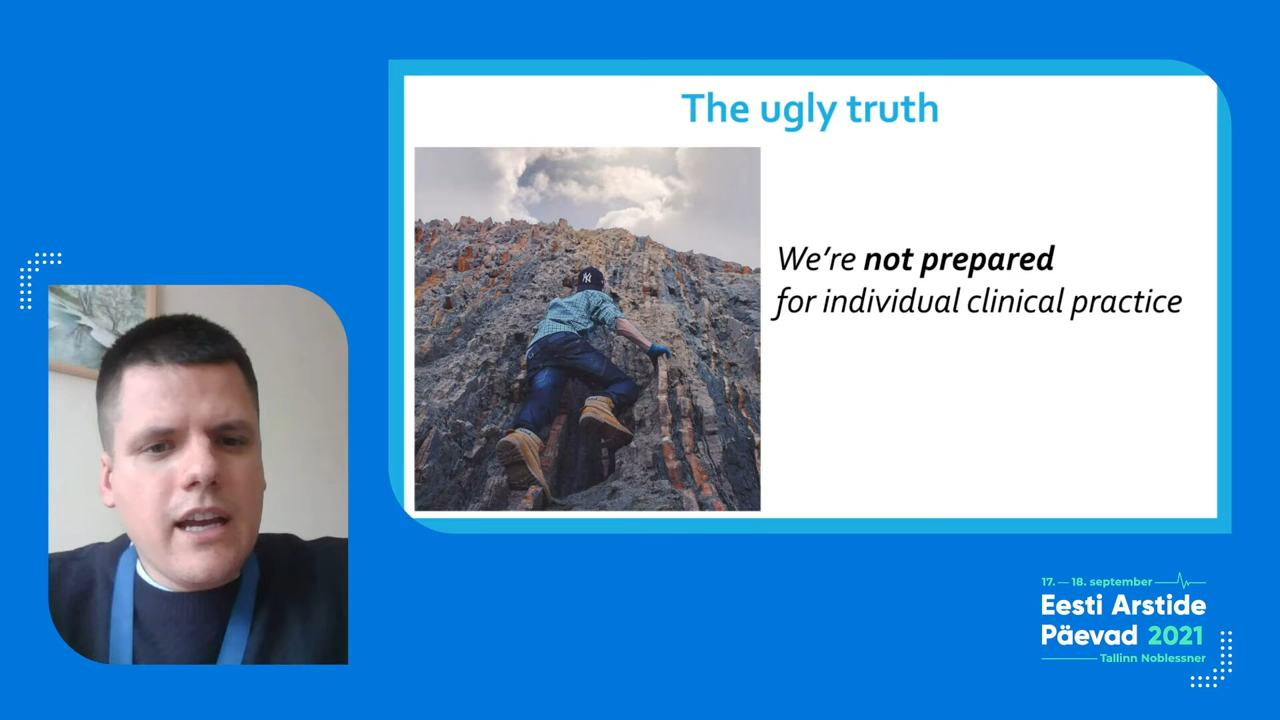 The ugly truth
We're not prepared
for individual clinical practice
17. — 18. september
Eesti Arstide
Päevad 2021
Tallinn Noblessner
NY